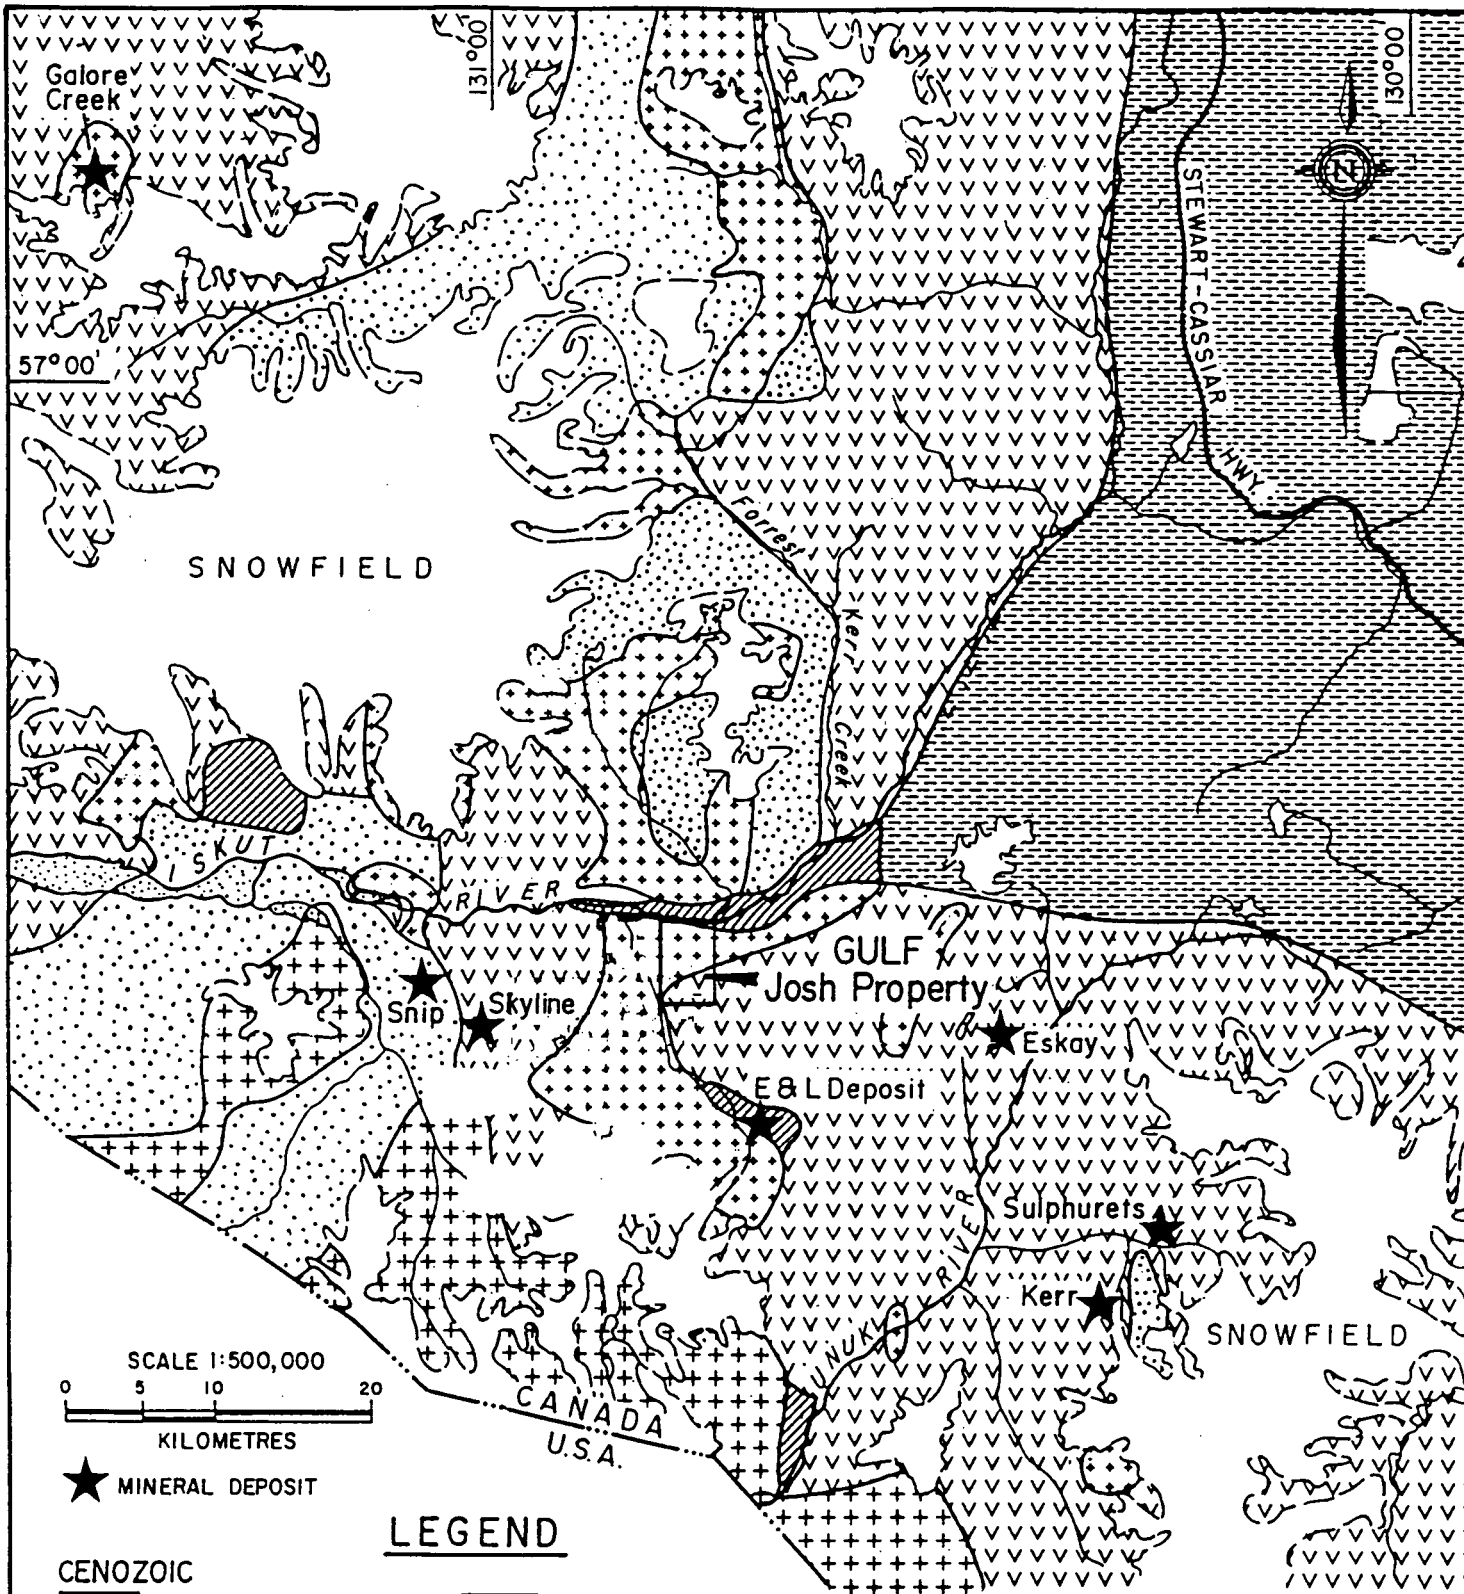 Galore
Creek
131°00'
130°00'
N
STEWART-CASSIAR
HWY
57°00'
SNOWFIELD
Forrest
Kerr
Creek
ISKUT
RIVER
GULF
Josh Property
Snip
Skyline
Eskay
E & L Deposit
Sulphurets
Kerr
UNUK
RIVER
SNOWFIELD
SCALE 1:500,000
0 5 10 20
KILOMETRES
CANADA
U.S.A.
MINERAL DEPOSIT
LEGEND
CENOZOIC